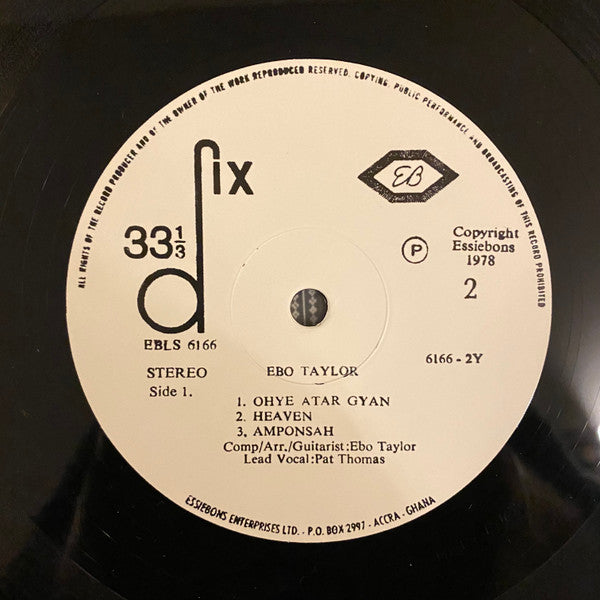 ALL RIGHTS OF THE RECORD PRODUCER AND OF THE OWNER OF THE WORK REPRODUCED RESERVED. COPYING, PUBLIC PERFORMANCE AND BROADCASTING OF THIS RECORD PROHIBITED
dix
EB
33⅓
Copyright
Essiebons
1978
P
2
EBLS 6166
6166 - 2Y
STEREO
EBO TAYLOR
Side 1.
1. OHYE ATAR GYAN
2. HEAVEN
3, AMPONSAH
Comp/Arr./Guitarist:Ebo Taylor
Lead Vocal:Pat Thomas
ESSIEBONS ENTERPRISES LTD. - P.O. BOX 2997 - ACCRA - GHANA